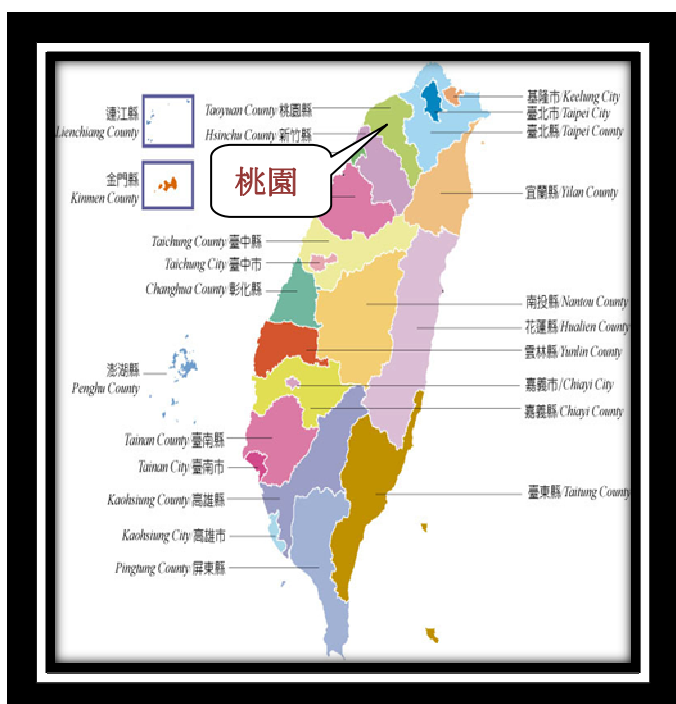 連江縣
Lienchiang County
金門縣
Kinmen County
Taoyuan County 桃園縣
Hsinchu County 新竹縣
桃園
Taichung County 臺中縣
Taichung City 臺中市
Changhua County 彰化縣
澎湖縣
Penghu County
Tainan County 臺南縣
Tainan City 臺南市
Kaohsiung County 高雄縣
Kaohsiung City 高雄市
Pingtung County 屏東縣
基隆市/Keelung City
臺北市/Taipei City
臺北縣/Taipei County
宜蘭縣/Yilan County
南投縣/Nantou County
花蓮縣/Hualien County
雲林縣/Yunlin County
嘉義市/Chiayi City
嘉義縣/Chiayi County
臺東縣/Taitung County